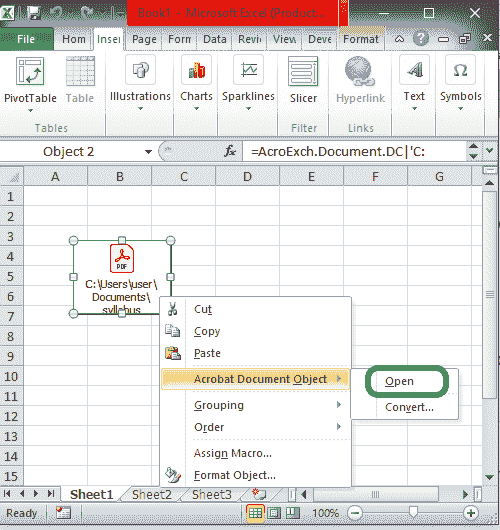 Book1 - Microsoft Excel (Product...
File Hom Inser Page Forn Data Revi View Deve Format
PivotTable Table Illustrations Charts Sparklines Slicer Hyperlink Text Symbols
Tables Filter Links
Object 2 fx =AcroExch.Document.DC|'C:
A B C D E F G
1
2
3
4
PDF
5
C:\Users\user\
6
Documents\
7
syllabus
Cut
8
Copy
9
Paste
10
Acrobat Document Object Open
11
Convert...
12
Grouping
Order
13
14
Assign Macro...
15
Format Object...
Sheet1 Sheet2 Sheet3
Ready 100%